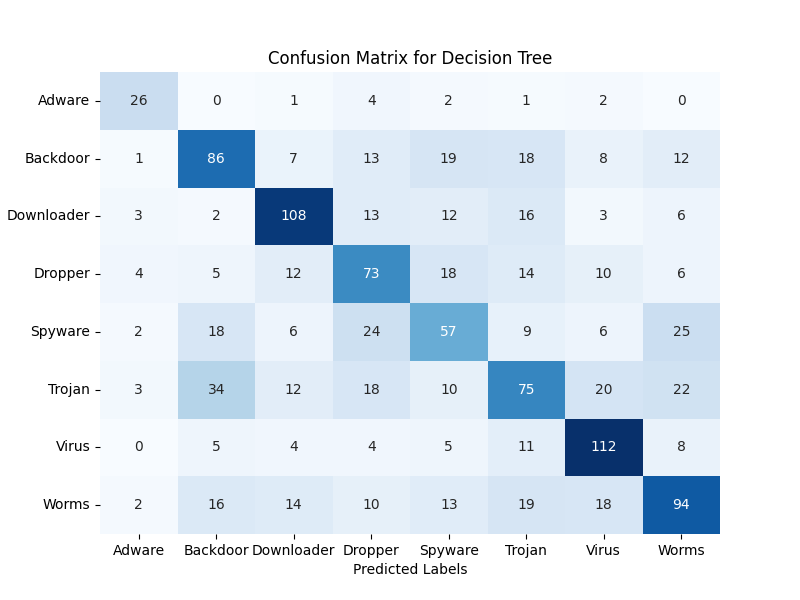 Confusion Matrix for Decision Tree
Adware 26 0 1 4 2 1 2 0
Backdoor 1 86 7 13 19 18 8 12
Downloader 3 2 108 13 12 16 3 6
Dropper 4 5 12 73 18 14 10 6
Spyware 2 18 6 24 57 9 6 25
Trojan 3 34 12 18 10 75 20 22
Virus 0 5 4 4 5 11 112 8
Worms 2 16 14 10 13 19 18 94
Adware Backdoor Downloader Dropper Spyware Trojan Virus Worms
Predicted Labels